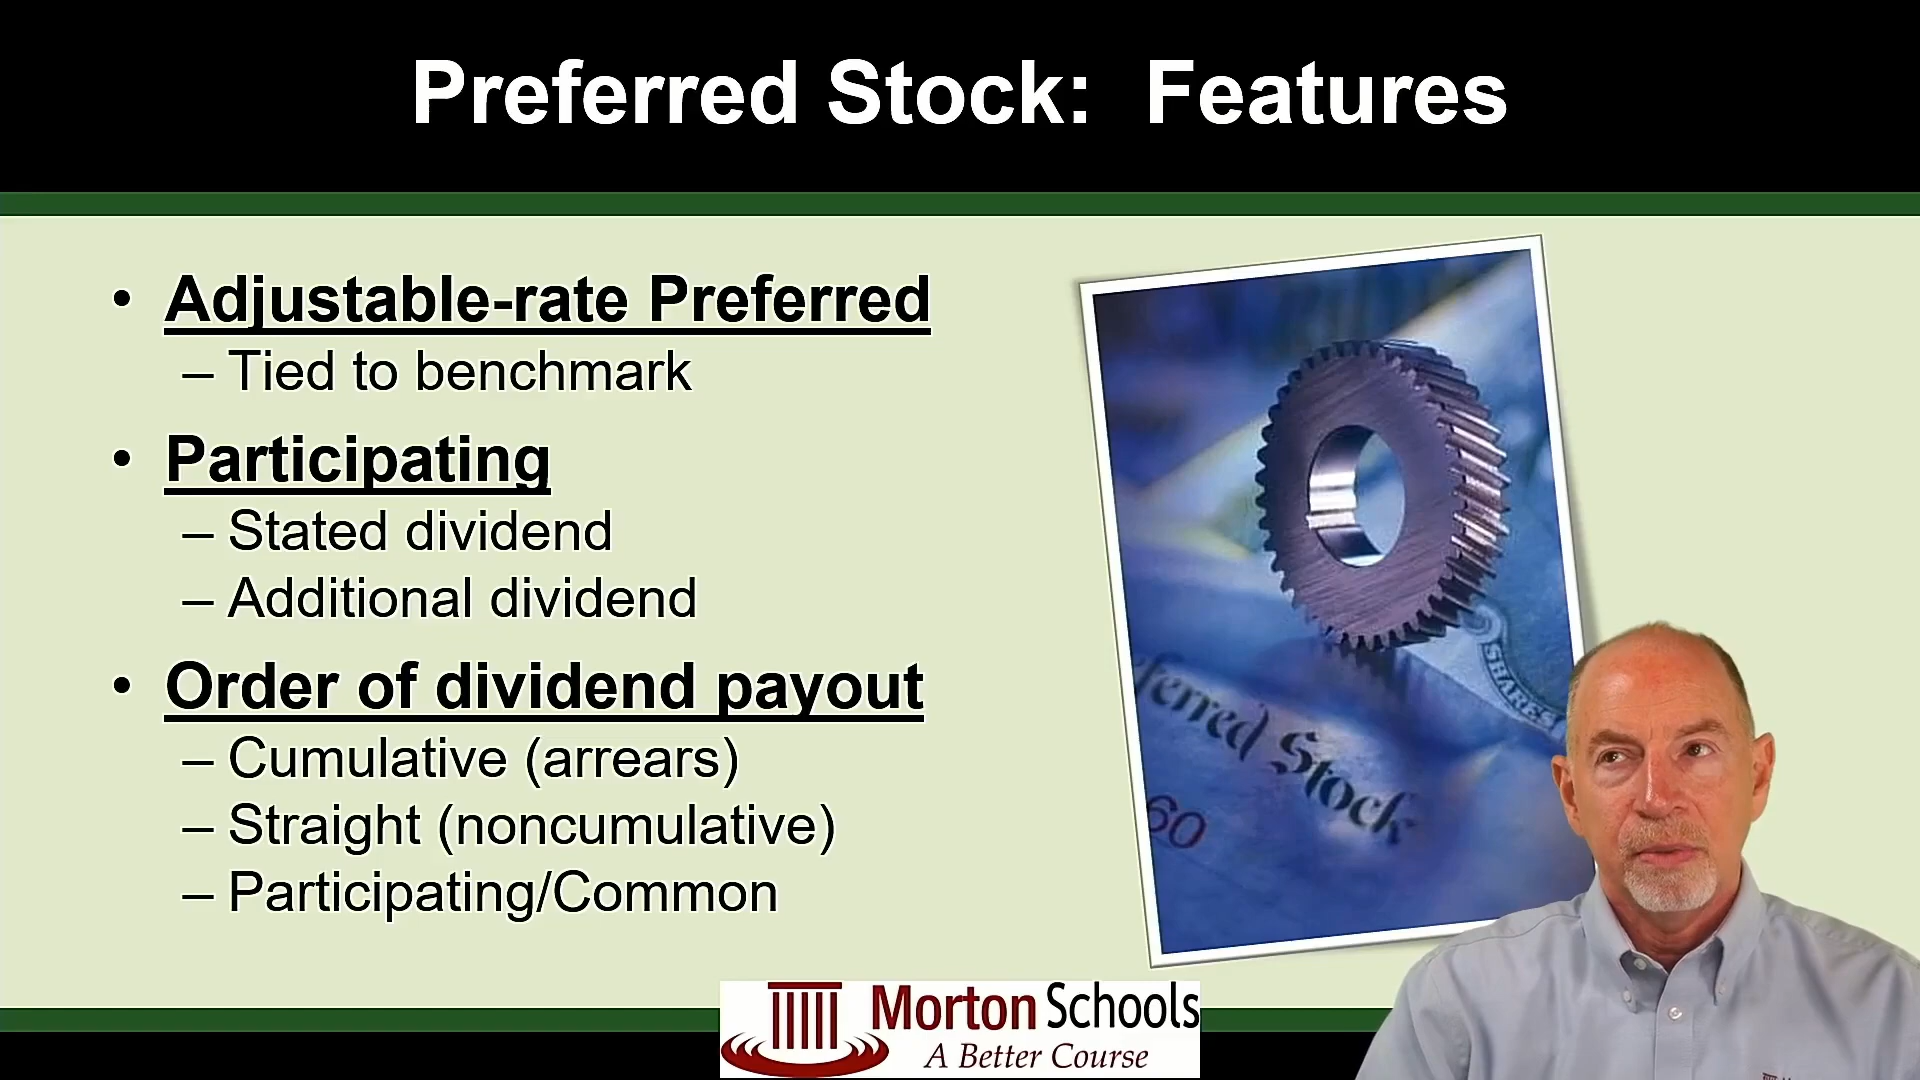 Preferred Stock: Features
• Adjustable-rate Preferred
– Tied to benchmark
• Participating
– Stated dividend
– Additional dividend
• Order of dividend payout
– Cumulative (arrears)
– Straight (noncumulative)
– Participating/Common
SHARES
ferred Stock
60
Morton Schools
A Better Course